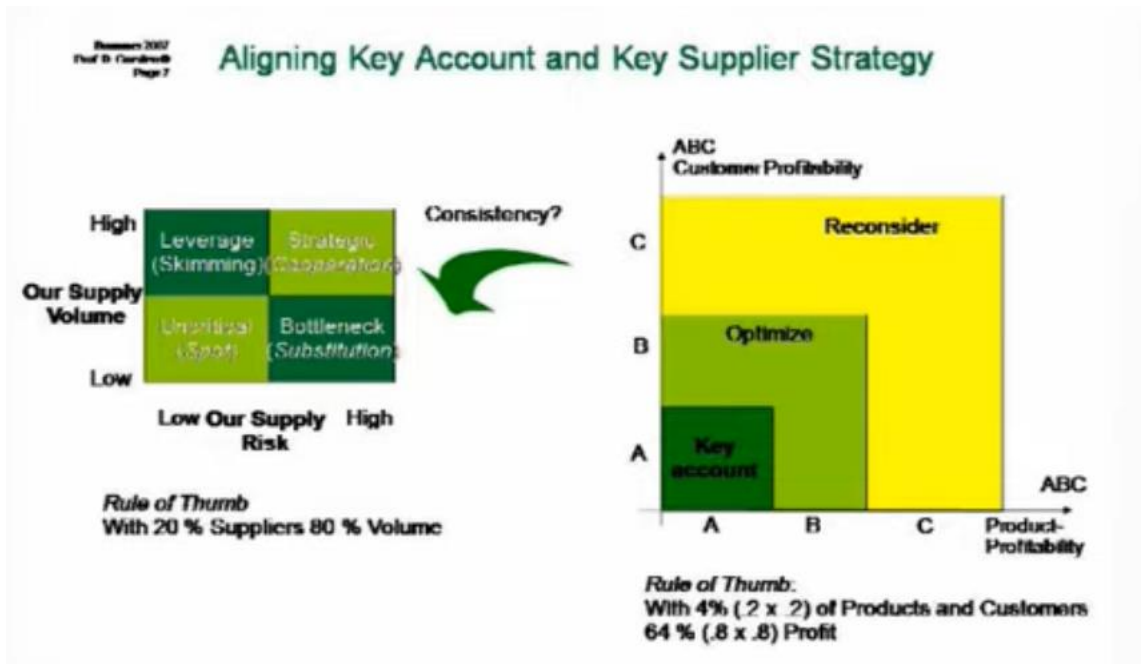 Page 7
Aligning Key Account and Key Supplier Strategy
High
Our Supply
Volume
Low
Leverage
(Skimming)
Strategic
(Cooperation)
Uncritical
(Spot)
Bottleneck
(Substitution)
Low Our Supply High
Risk
Rule of Thumb
With 20 % Suppliers 80 % Volume
Consistency?
ABC
Customer Profitability
C
B
A
Reconsider
Optimize
Key
account
A B C
ABC
Product-
Profitability
Rule of Thumb:
With 4% (.2 x .2) of Products and Customers
64 % (.8 x .8) Profit